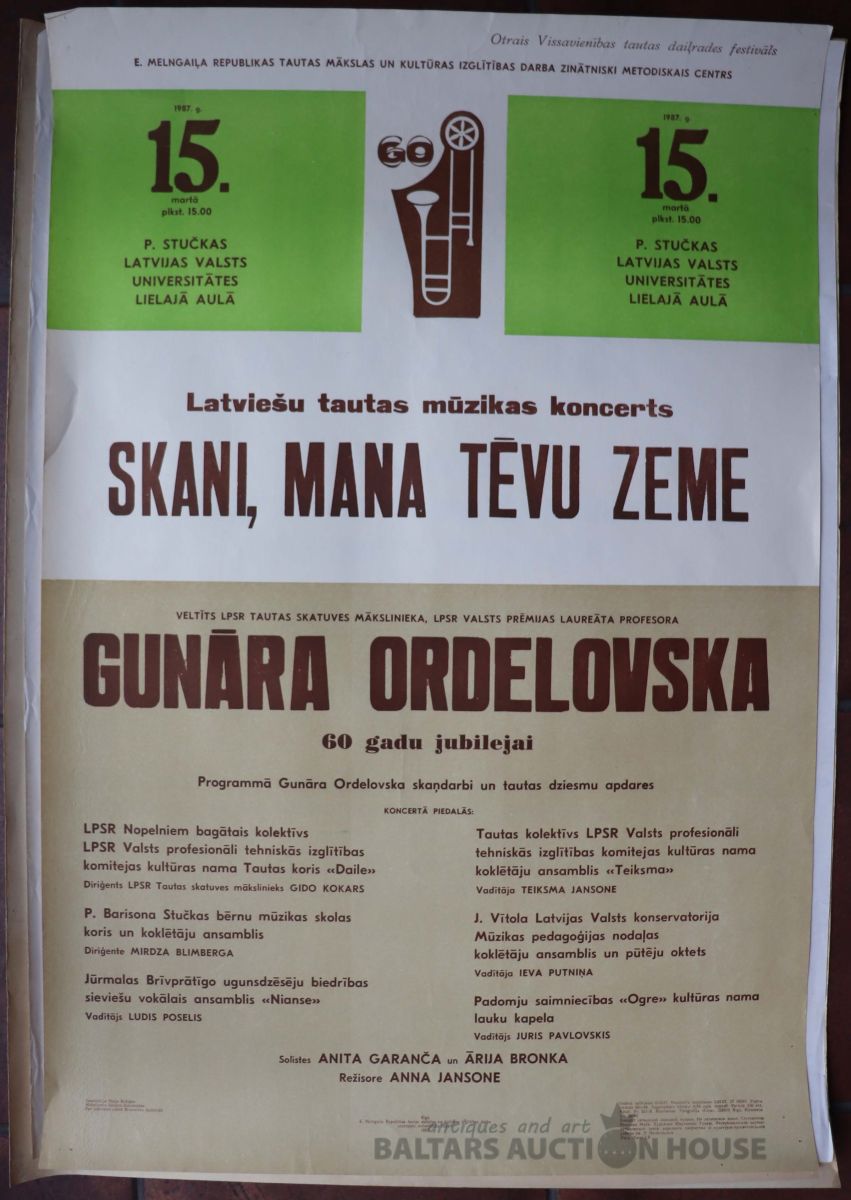 Otrais Vissavienības tautas daiļrades festivāls
E. MELNGAIĻA REPUBLIKAS TAUTAS MĀKSLAS UN KULTŪRAS IZGLĪTĪBAS DARBA ZINĀTNISKI METODISKAIS CENTRS
1987. g.
15.
martā
plkst. 15.00
P. STUČKAS
LATVIJAS VALSTS
UNIVERSITĀTES
LIELAJĀ AULĀ
60
1987. g.
15.
martā
plkst. 15.00
P. STUČKAS
LATVIJAS VALSTS
UNIVERSITĀTES
LIELAJĀ AULĀ
Latviešu tautas mūzikas koncerts
SKANI, MANA TĒVU ZEME
VELTĪTS LPSR TAUTAS SKATUVES MĀKSLINIEKA, LPSR VALSTS PRĒMIJAS LAUREĀTA PROFESORA
GUNĀRA ORDELOVSKA
60 gadu jubilejai
Programmā Gunāra Ordelovska skaņdarbi un tautas dziesmu apdares
KONCERTĀ PIEDALĀS:
LPSR Nopelniem bagātais kolektīvs
LPSR Valsts profesionāli tehniskās izglītības
komitejas kultūras nama Tautas koris «Daile»
Diriģents LPSR Tautas skatuves mākslinieks GIDO KOKARS
P. Barisona Stučkas bērnu mūzikas skolas
koris un koklētāju ansamblis
Diriģente MIRDZA BLIMBERGA
Jūrmalas Brīvprātīgo ugunsdzēsēju biedrības
sieviešu vokālais ansamblis «Nianse»
Vadītājs LUDIS POSELIS
Tautas kolektīvs LPSR Valsts profesionāli
tehniskās izglītības komitejas kultūras nama
koklētāju ansamblis «Teiksma»
Vadītāja TEIKSMA JANSONE
J. Vītola Latvijas Valsts konservatorija
Mūzikas pedagoģijas nodaļas
koklētāju ansamblis un pūtēju oktets
Vadītāja IEVA PUTNIŅA
Padomju saimniecības «Ogre» kultūras nama
lauku kapela
Vadītājs JURIS PAVLOVSKIS
Solistes ANITA GARANČA un ĀRIJA BRONKA
Režisore ANNA JANSONE
antiques and art
BALTARS AUCTION HOUSE